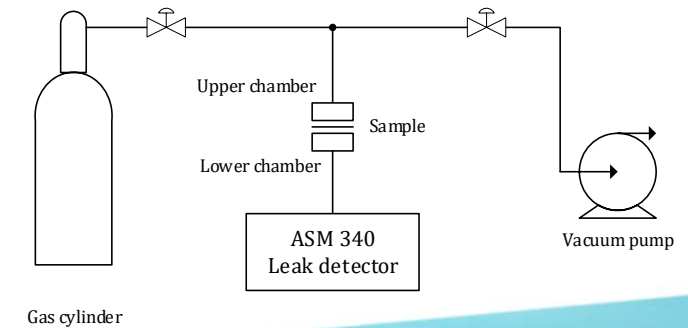 Upper chamber
Sample
Lower chamber
ASM 340
Leak detector
Vacuum pump
Gas cylinder